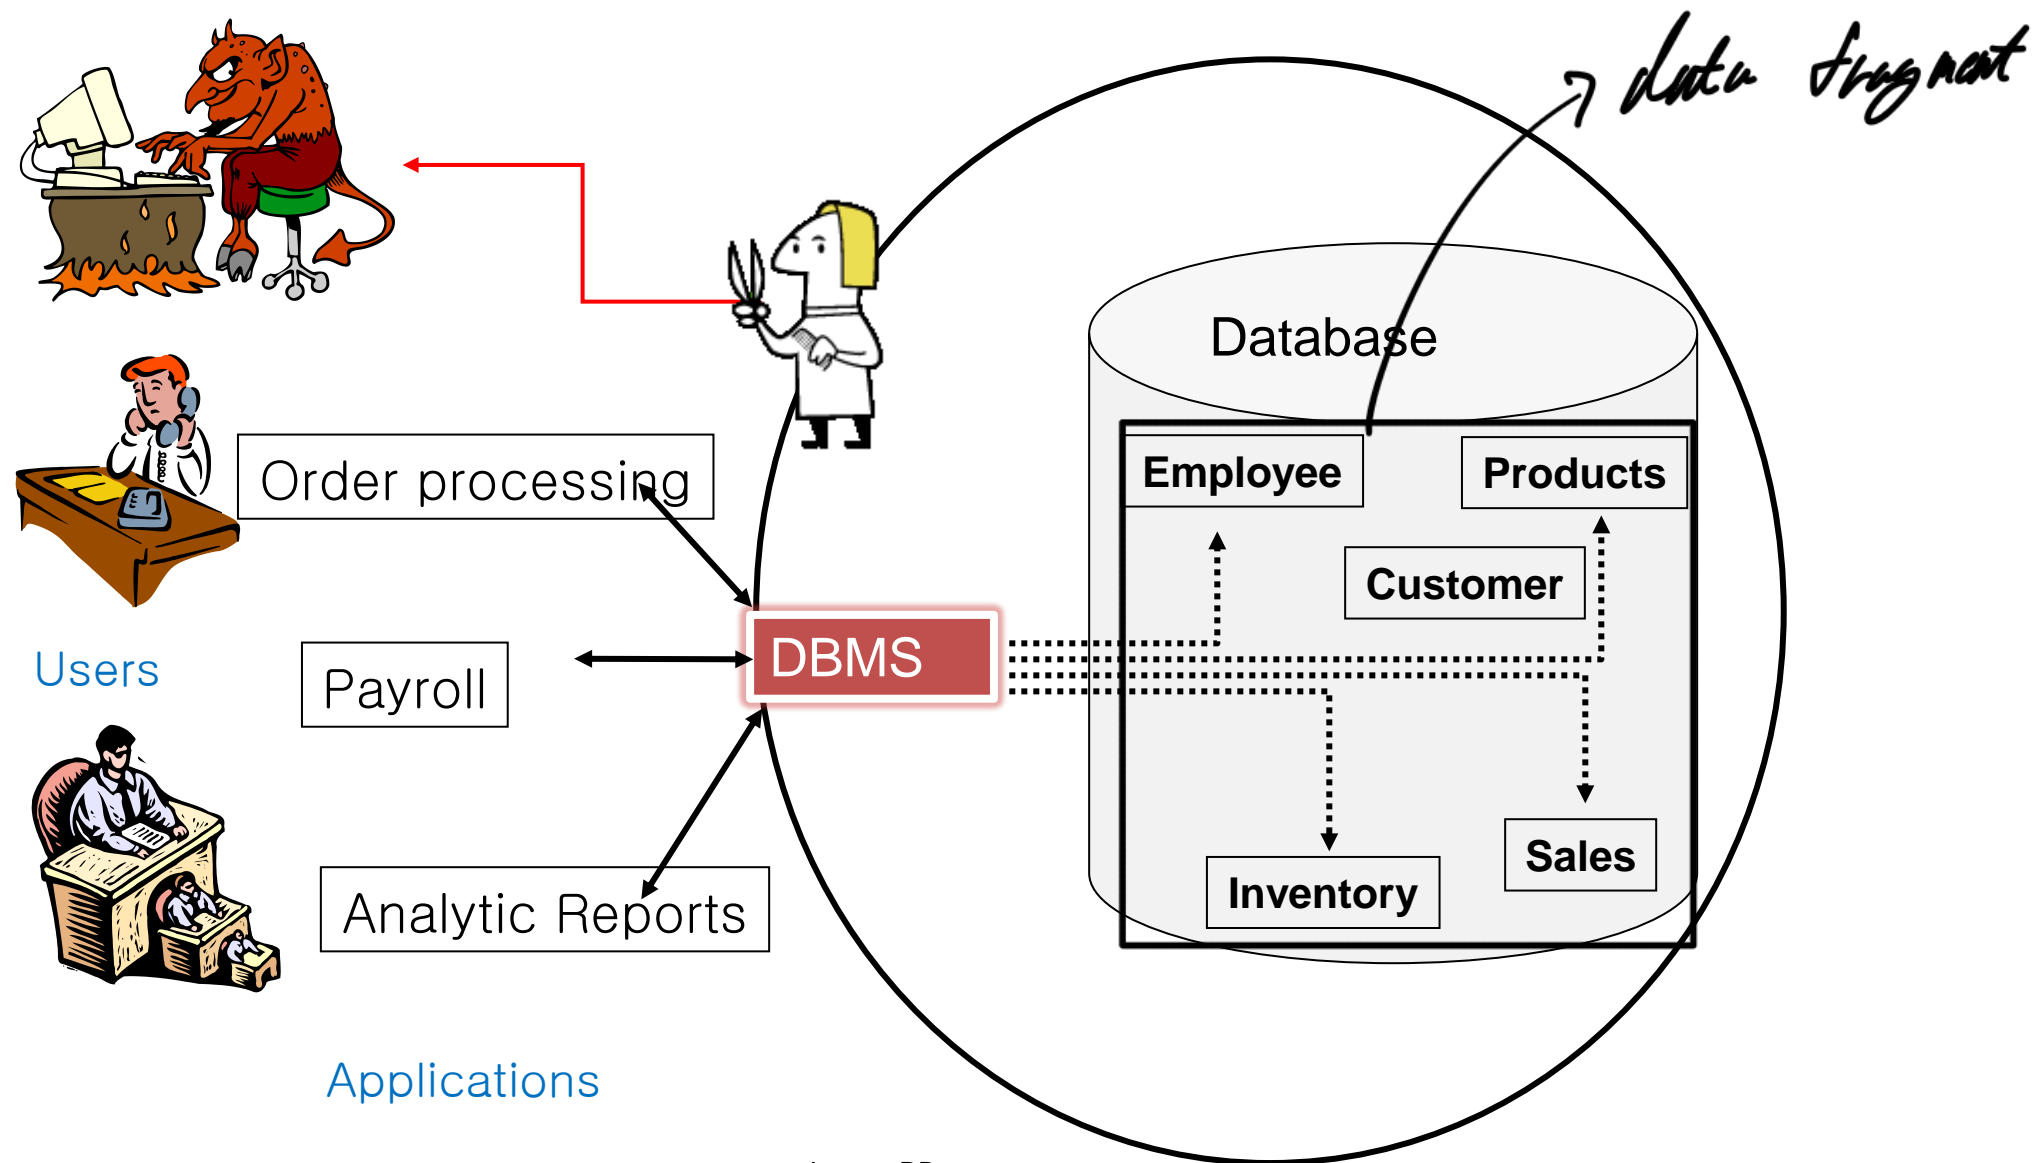 data fragment
Database
Employee
Products
Order processing
Customer
Users
DBMS
Payroll
Sales
Inventory
Analytic Reports
Applications